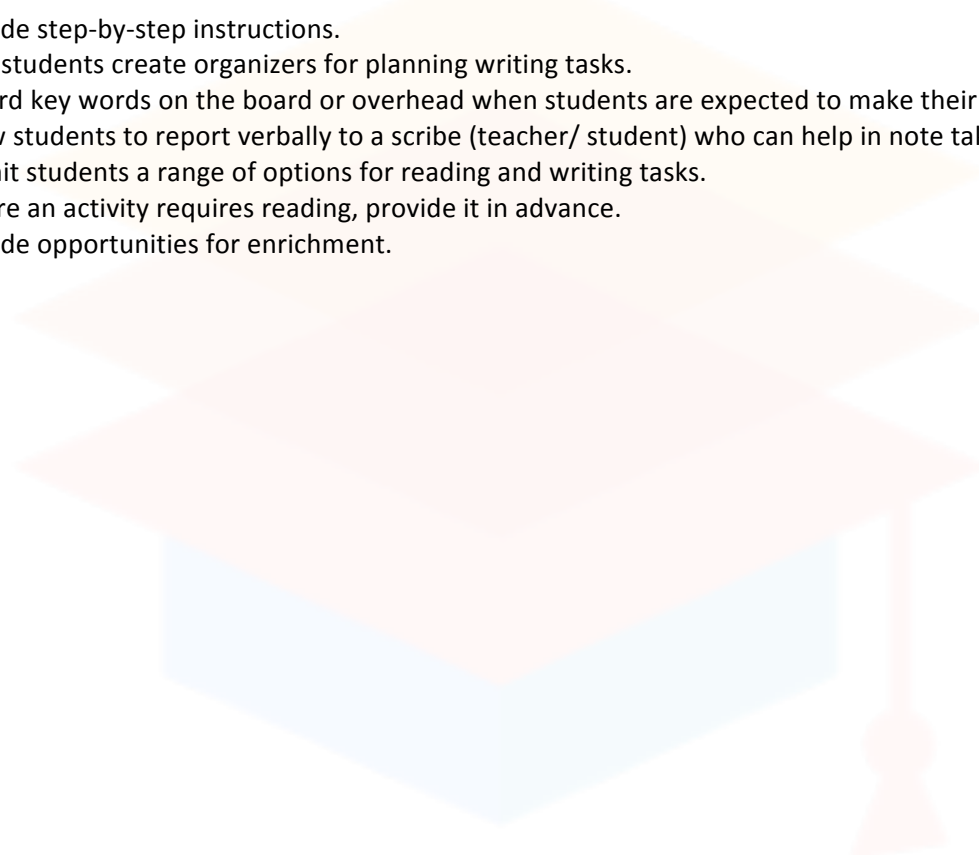 de step-by-step instructions.
students create organizers for planning writing tasks.
rd key words on the board or overhead when students are expected to make their
students to report verbally to a scribe (teacher/ student) who can help in note
it students a range of options for reading and writing tasks.
re an activity requires reading, provide it in advance.
de opportunities for enrichment.